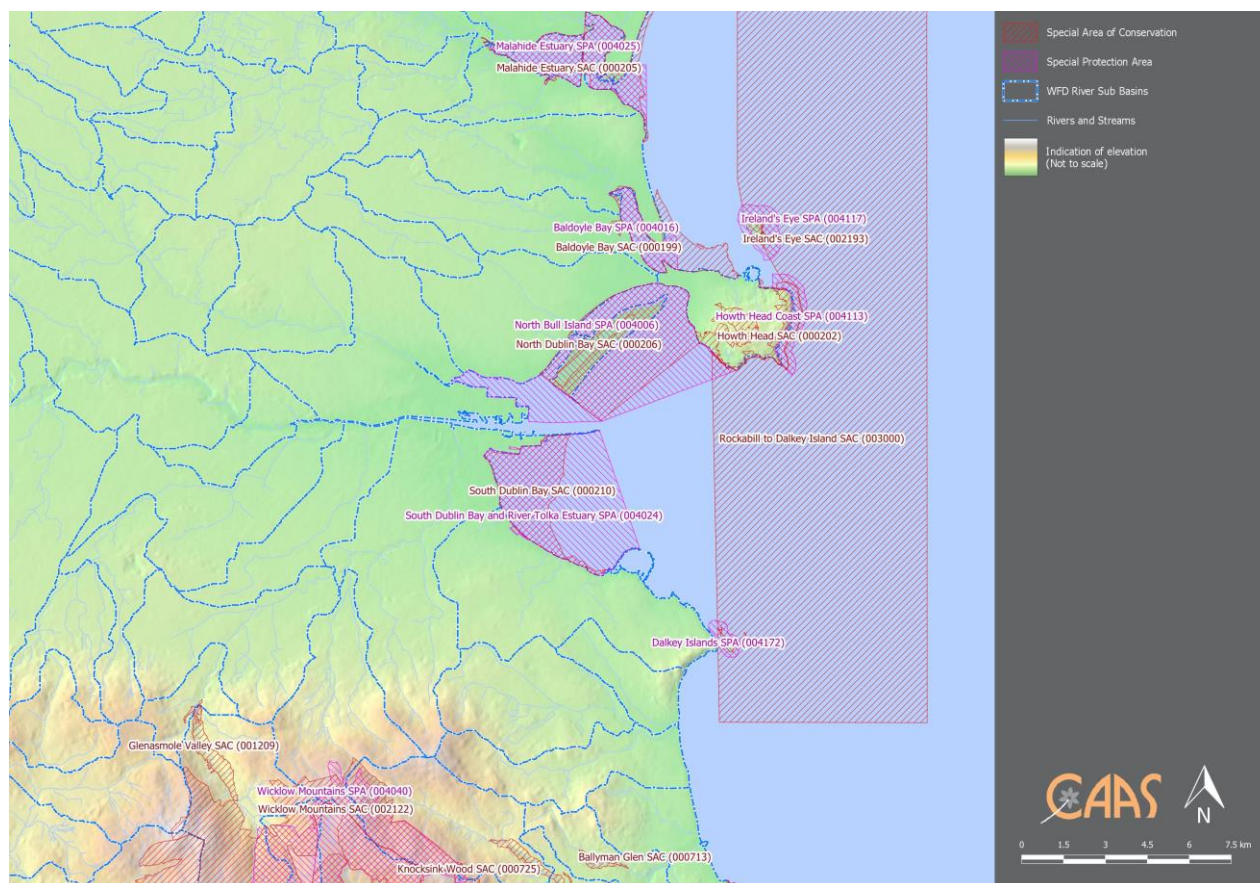 Malahide Estuary SPA (004025)
Malahide Estuary SAC (000205)
Baldoyle Bay SPA (004016)
Baldoyle Bay SAC (000199)
Ireland's Eye SPA (004117)
Ireland's Eye SAC (002193)
North Bull Island SPA (004006)
North Dublin Bay SAC (000206)
Howth Head Coast SPA (004113)
Howth Head SAC (000202)
Rockabill to Dalkey Island SAC (003000)
South Dublin Bay SAC (000210)
South Dublin Bay and River Tolka Estuary SPA (004024)
Dalkey Islands SPA (004172)
Glenasmole Valley SAC (001209)
Wicklow Mountains SPA (004040)
Wicklow Mountains SAC (002122)
Knocksink Wood SAC (000725)
Ballyman Glen SAC (000713)
Special Area of Conservation
Special Protection Area
WFD River Sub Basins
Rivers and Streams
Indication of elevation
(Not to scale)
CAAS
N
0 1.5 3 4.5 6 7.5 km